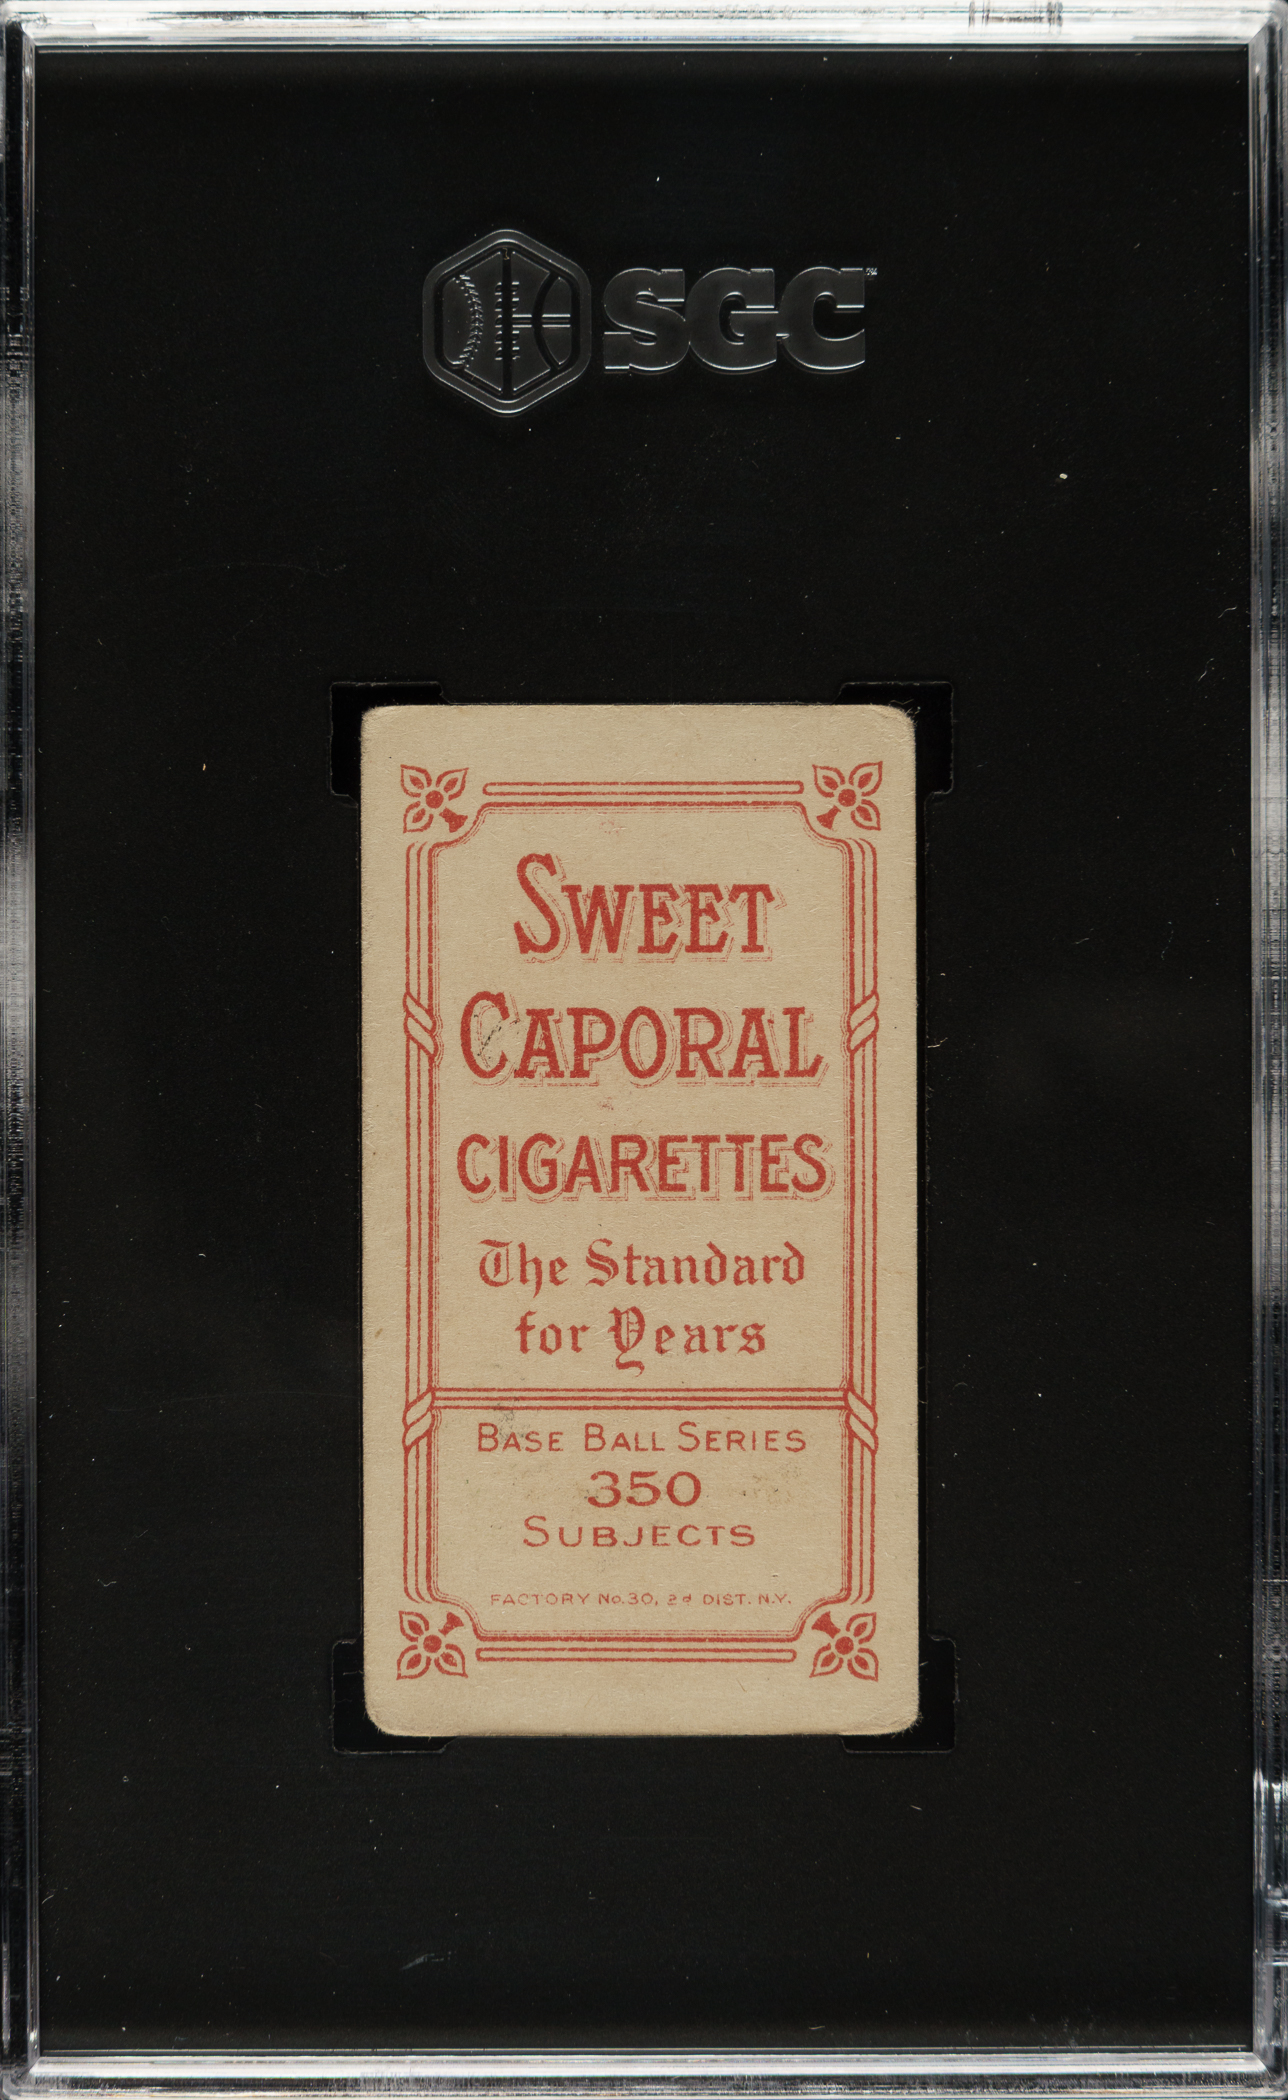 SGC
SWEET
CAPORAL
CIGARETTES
The Standard
for Years
BASE BALL SERIES
350
SUBJECTS
FACTORY No. 30, 2d DIST. N.Y.